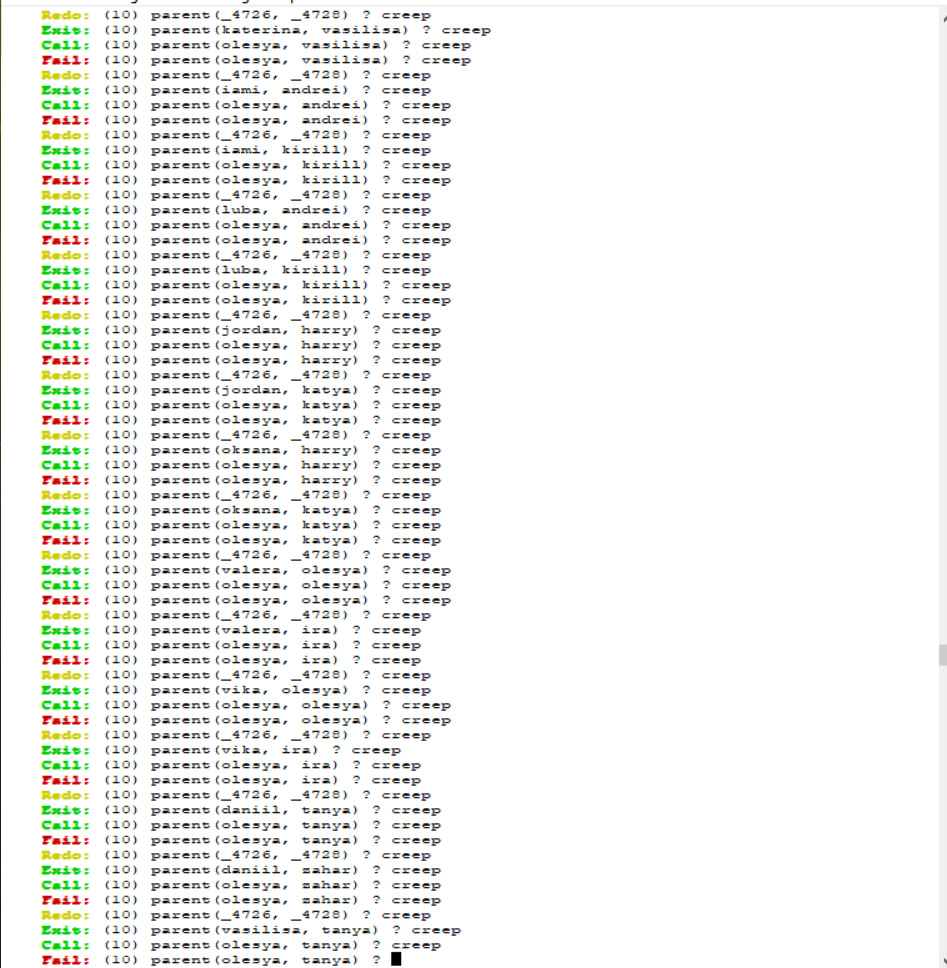 Redo: (10) parent(_4726, _4728) ? creep
Exit: (10) parent(katerina, vasilisa) ? creep
Call: (10) parent(olesya, vasilisa) ? creep
Fail: (10) parent(olesya, vasilisa) ? creep
Redo: (10) parent(_4726, _4728) ? creep
Exit: (10) parent(iami, andrei) ? creep
Call: (10) parent(olesya, andrei) ? creep
Fail: (10) parent(olesya, andrei) ? creep
Redo: (10) parent(_4726, _4728) ? creep
Exit: (10) parent(iami, kirill) ? creep
Call: (10) parent(olesya, kirill) ? creep
Fail: (10) parent(olesya, kirill) ? creep
Redo: (10) parent(_4726, _4728) ? creep
Exit: (10) parent(luba, andrei) ? creep
Call: (10) parent(olesya, andrei) ? creep
Fail: (10) parent(olesya, andrei) ? creep
Redo: (10) parent(_4726, _4728) ? creep
Exit: (10) parent(luba, kirill) ? creep
Call: (10) parent(olesya, kirill) ? creep
Fail: (10) parent(olesya, kirill) ? creep
Redo: (10) parent(_4726, _4728) ? creep
Exit: (10) parent(jordan, harry) ? creep
Call: (10) parent(olesya, harry) ? creep
Fail: (10) parent(olesya, harry) ? creep
Redo: (10) parent(_4726, _4728) ? creep
Exit: (10) parent(jordan, katya) ? creep
Call: (10) parent(olesya, katya) ? creep
Fail: (10) parent(olesya, katya) ? creep
Redo: (10) parent(_4726, _4728) ? creep
Exit: (10) parent(oksana, harry) ? creep
Call: (10) parent(olesya, harry) ? creep
Fail: (10) parent(olesya, harry) ? creep
Redo: (10) parent(_4726, _4728) ? creep
Exit: (10) parent(oksana, katya) ? creep
Call: (10) parent(olesya, katya) ? creep
Fail: (10) parent(olesya, katya) ? creep
Redo: (10) parent(_4726, _4728) ? creep
Exit: (10) parent(valera, olesya) ? creep
Call: (10) parent(olesya, olesya) ? creep
Fail: (10) parent(olesya, olesya) ? creep
Redo: (10) parent(_4726, _4728) ? creep
Exit: (10) parent(valera, ira) ? creep
Call: (10) parent(olesya, ira) ? creep
Fail: (10) parent(olesya, ira) ? creep
Redo: (10) parent(_4726, _4728) ? creep
Exit: (10) parent(vika, olesya) ? creep
Call: (10) parent(olesya, olesya) ? creep
Fail: (10) parent(olesya, olesya) ? creep
Redo: (10) parent(_4726, _4728) ? creep
Exit: (10) parent(vika, ira) ? creep
Call: (10) parent(olesya, ira) ? creep
Fail: (10) parent(olesya, ira) ? creep
Redo: (10) parent(_4726, _4728) ? creep
Exit: (10) parent(daniil, tanya) ? creep
Call: (10) parent(olesya, tanya) ? creep
Fail: (10) parent(olesya, tanya) ? creep
Redo: (10) parent(_4726, _4728) ? creep
Exit: (10) parent(daniil, zahar) ? creep
Call: (10) parent(olesya, zahar) ? creep
Fail: (10) parent(olesya, zahar) ? creep
Redo: (10) parent(_4726, _4728) ? creep
Exit: (10) parent(vasilisa, tanya) ? creep
Call: (10) parent(olesya, tanya) ? creep
Fail: (10) parent(olesya, tanya) ?